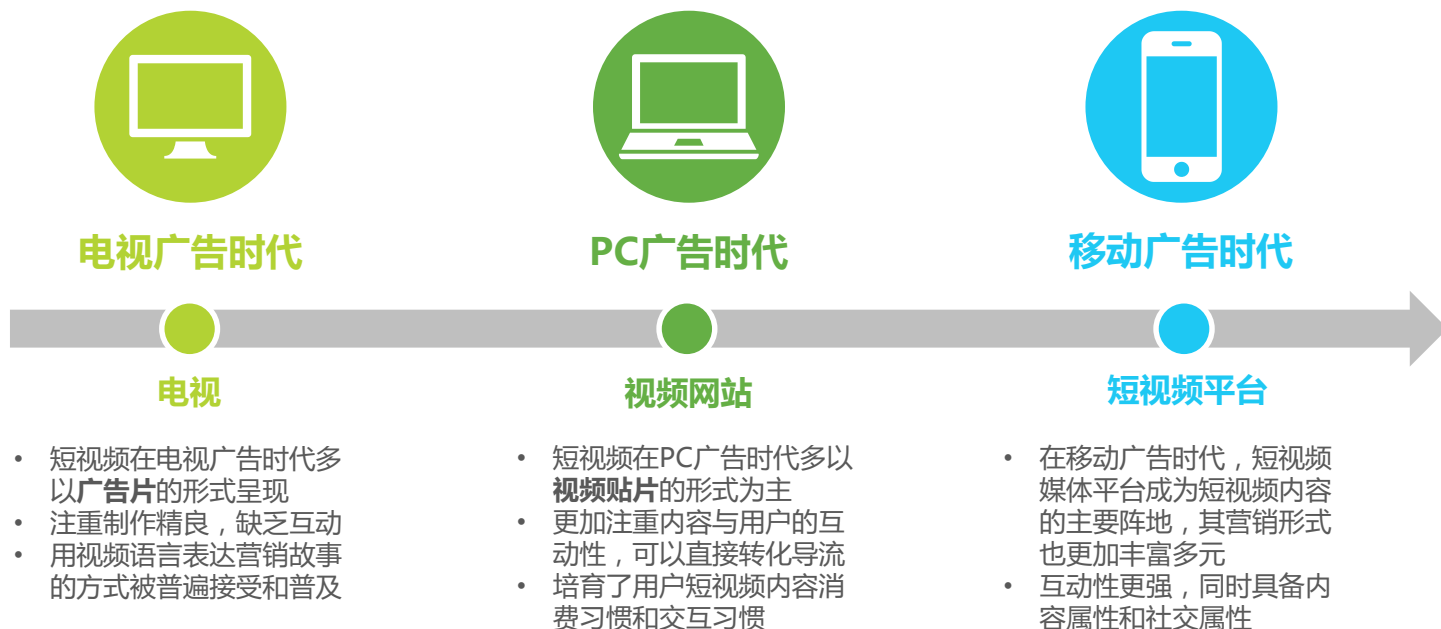 电视广告时代
PC广告时代
移动广告时代
电视
视频网站
短视频平台
• 短视频在电视广告时代多
以广告片的形式呈现
• 注重制作精良，缺乏互动
• 用视频语言表达营销故事
的方式被普遍接受和普及
• 短视频在PC广告时代多以
视频贴片的形式为主
• 更加注重内容与用户的互
动性，可以直接转化导流
• 培育了用户短视频内容消
费习惯和交互习惯
• 在移动广告时代，短视频
媒体平台成为短视频内容
的主要阵地，其营销形式
也更加丰富多元
• 互动性更强，同时具备内
容属性和社交属性